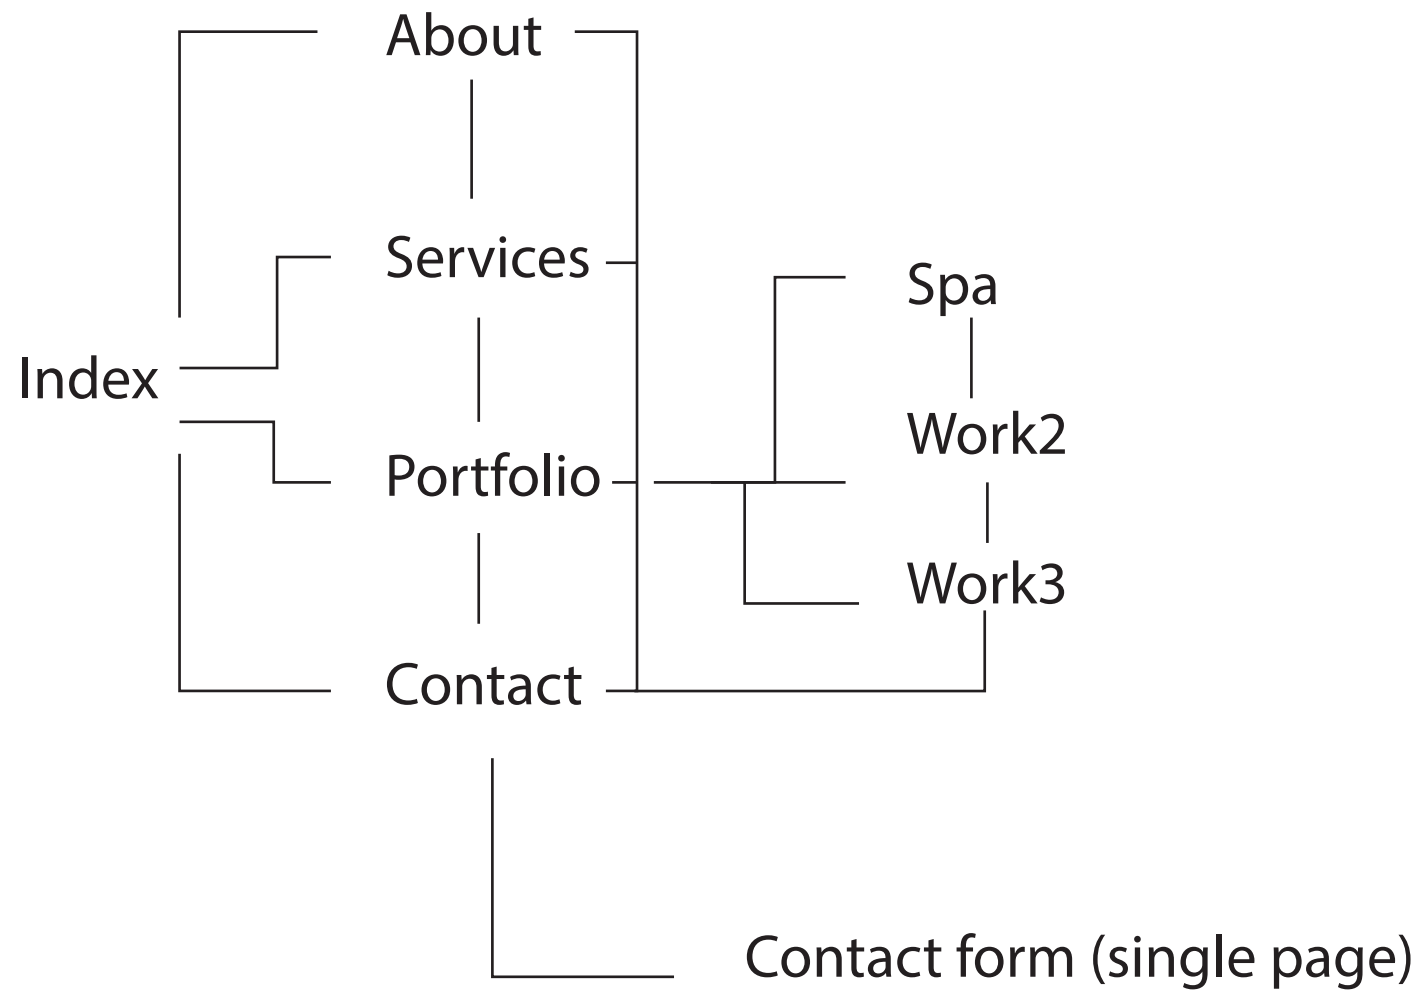 About
Services
Spa
Index
Work2
Portfolio
Work3
Contact
Contact form (single page)